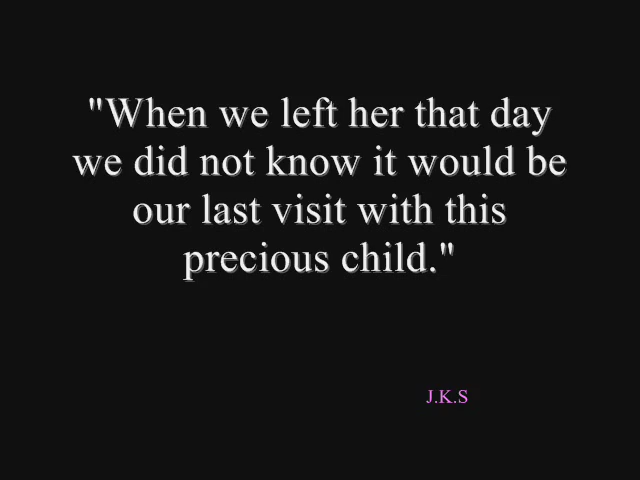 "When we left her that day
we did not know it would be
our last visit with this
precious child."
J.K.S